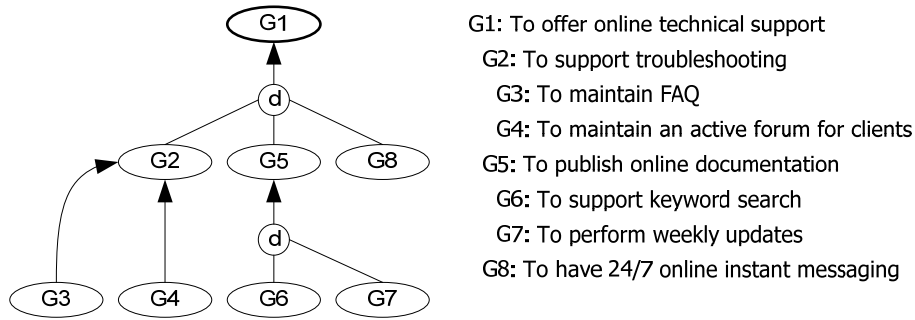 G1
d
G2
G5
G8
d
G3
G4
G6
G7
G1: To offer online technical support
G2: To support troubleshooting
G3: To maintain FAQ
G4: To maintain an active forum for clients
G5: To publish online documentation
G6: To support keyword search
G7: To perform weekly updates
G8: To have 24/7 online instant messaging